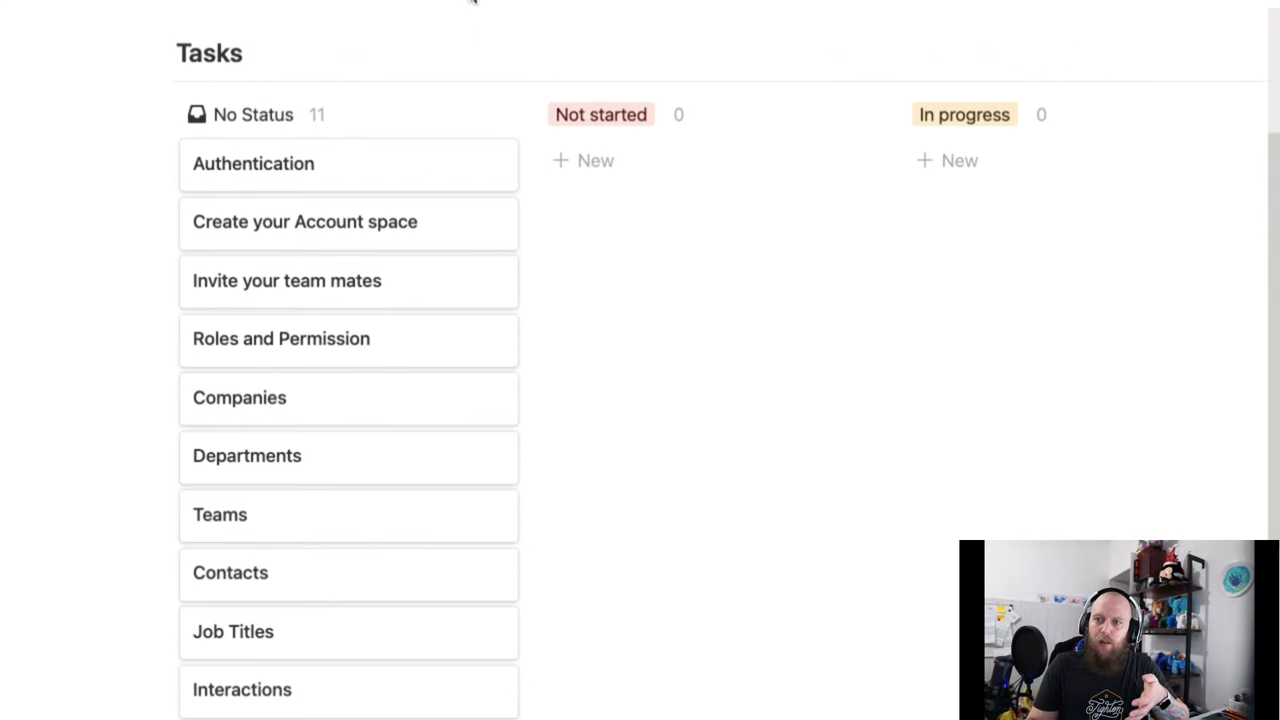 Tasks
No Status 11
Not started 0
In progress 0
+ New
+ New
Authentication
Create your Account space
Invite your team mates
Roles and Permission
Companies
Departments
Teams
Contacts
Job Titles
Interactions
Tighten